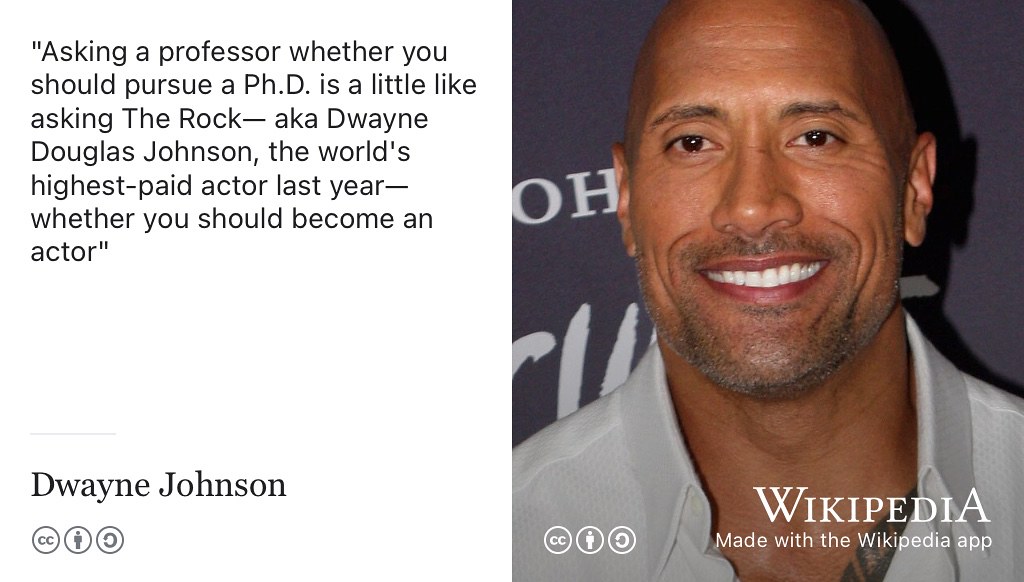 "Asking a professor whether you
should pursue a Ph.D. is a little like
asking The Rock— aka Dwayne
Douglas Johnson, the world's
highest-paid actor last year—
whether you should become an
actor"
Dwayne Johnson
cc
OH
WIKIPEDIA
cc
Made with the Wikipedia app